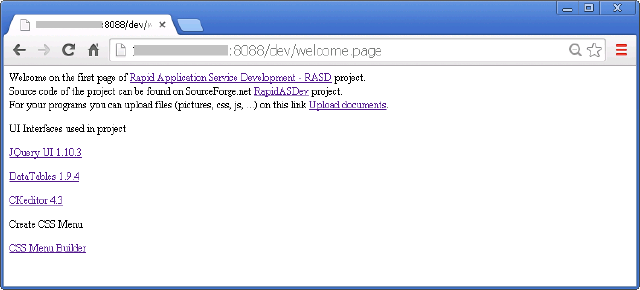 :8088/dev/w
:8088/dev/welcome.page
Welcome on the first page of Rapid Application Service Development - RASD project.
Source code of the project can be found on SourceForge.net RapidASDev project.
For your programs you can upload files (pictures, css, js, ...) on this link Upload documents.
UI Interfaces used in project
JQuery UI 1.10.3
DataTables 1.9.4
CKeditor 4.3
Create CSS Menu
CSS Menu Builder